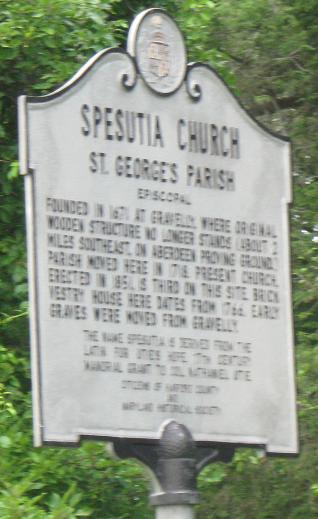 SPESUTIA CHURCH
ST. GEORGE'S PARISH
EPISCOPAL
FOUNDED IN 1671 AT GRAVELLY, WHERE ORIGINAL
WOODEN STRUCTURE NO LONGER STANDS (ABOUT 2
MILES SOUTHEAST, ON ABERDEEN PROVING GROUND.)
PARISH MOVED HERE IN 1718. PRESENT CHURCH,
ERECTED IN 1851, IS THIRD ON THIS SITE. BRICK
VESTRY HOUSE HERE DATES FROM 1766. EARLY
GRAVES WERE MOVED FROM GRAVELLY.
THE NAME SPESUTIA IS DERIVED FROM THE
LATIN FOR UTIE'S HOPE, 17TH CENTURY
MANORIAL GRANT TO COL. NATHANIEL UTIE.
CITIZENS OF HARFORD COUNTY
AND
MARYLAND HISTORICAL SOCIETY